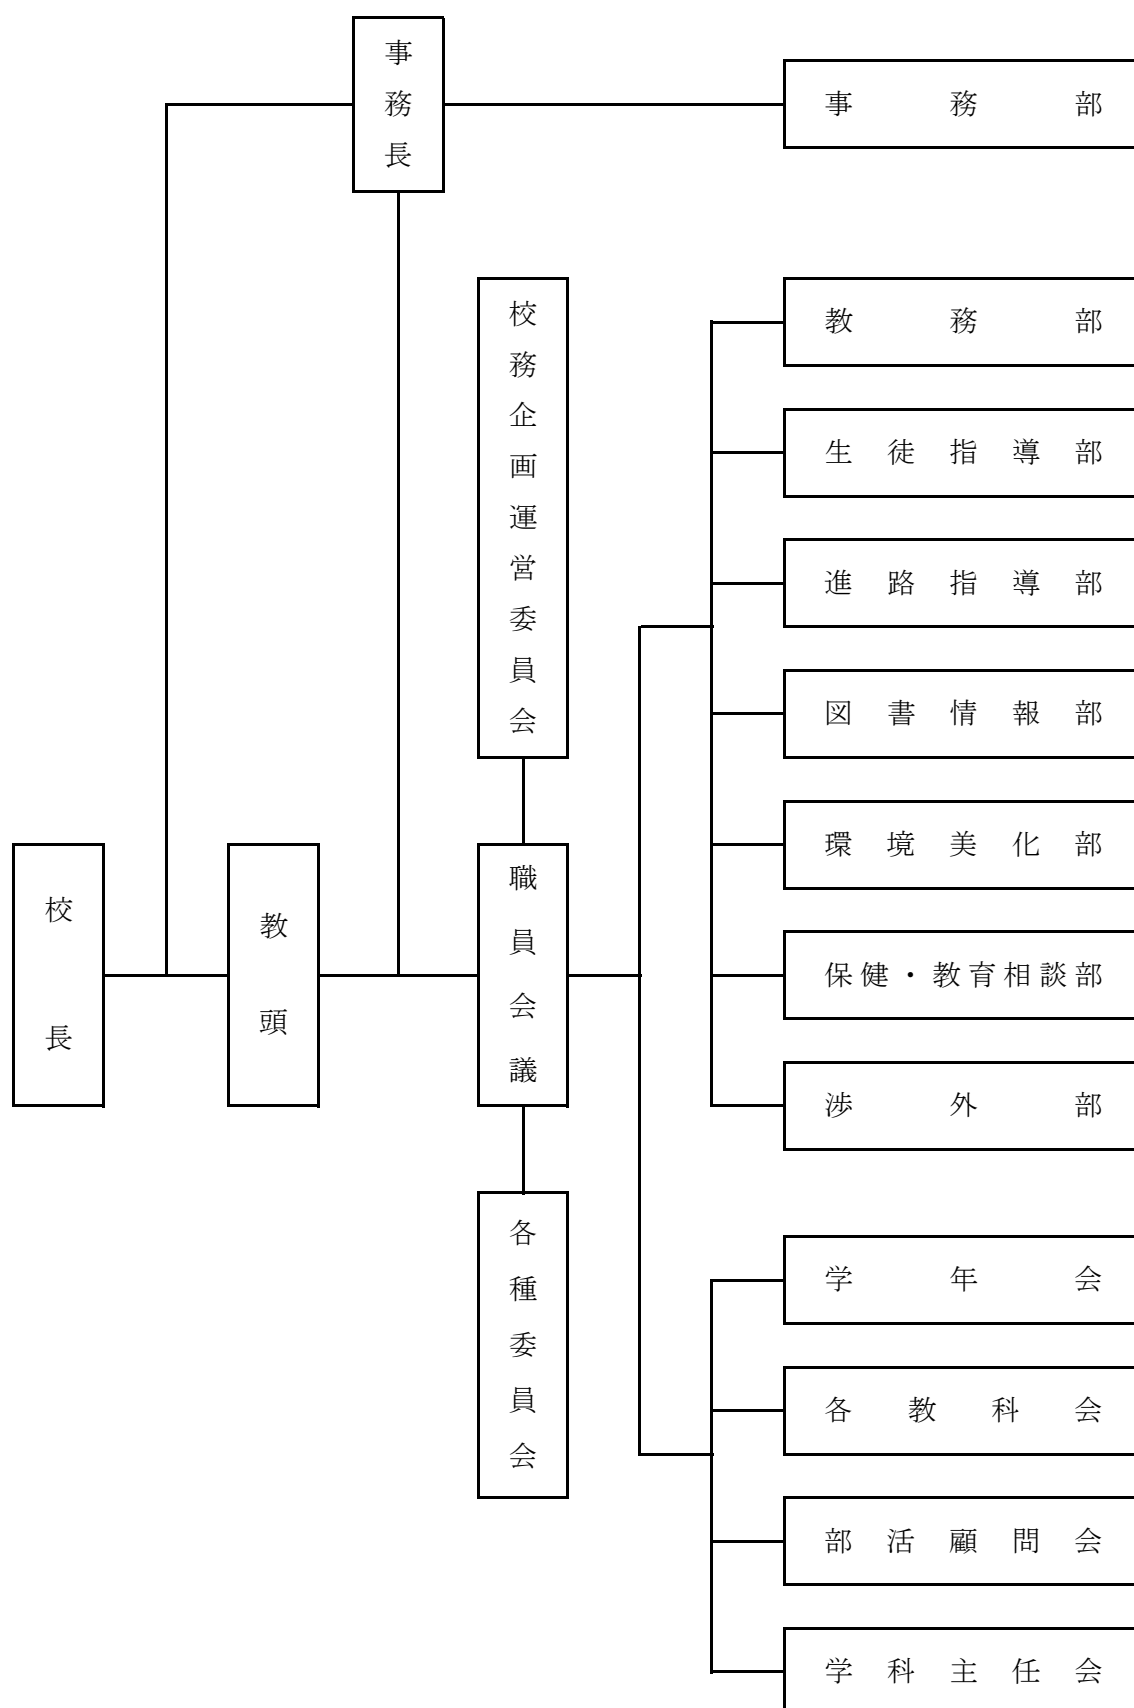 事務長
事務部
校務企画運営委員会
教務部
生徒指導部
進路指導部
図書情報部
環境美化部
校長
教頭
職員会議
保健・教育相談部
渉外部
各種委員会
学年会
各教科会
部活顧問会
学科主任会